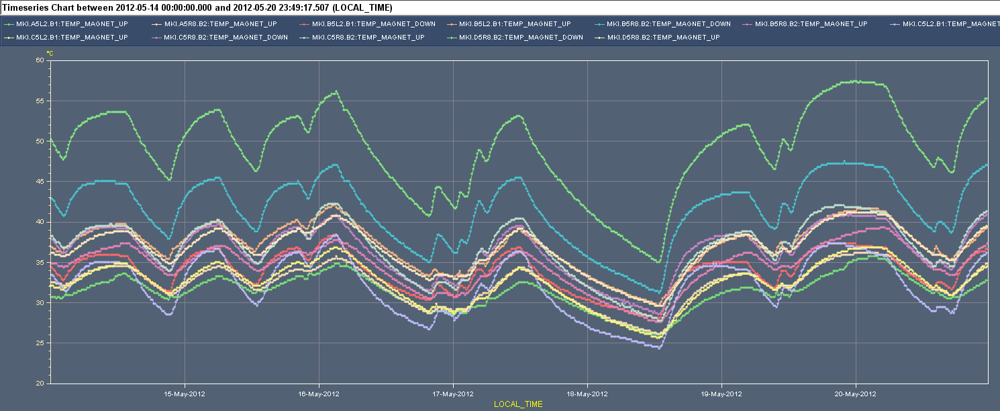 Timeseries Chart between 2012-05-14 00:00:00.000 and 2012-05-20 23:49:17.507 (LOCAL_TIME)
MKI.A5L2.B1:TEMP_MAGNET_UP MKI.A5R8.B2:TEMP_MAGNET_UP MKI.B5L2.B1:TEMP_MAGNET_DOWN MKI.B5L2.B1:TEMP_MAGNET_UP MKI.B5R8.B2:TEMP_MAGNET_DOWN MKI.B5R8.B2:TEMP_MAGNET_UP MKI.C5L2.B1:TEMP_MAGNET
MKI.C5L2.B1:TEMP_MAGNET_UP MKI.C5R8.B2:TEMP_MAGNET_DOWN MKI.C5R8.B2:TEMP_MAGNET_UP MKI.D5R8.B2:TEMP_MAGNET_DOWN MKI.D5R8.B2:TEMP_MAGNET_UP
°C
60
55
50
45
40
35
30
25
20
15-May-2012 16-May-2012 17-May-2012 18-May-2012 19-May-2012 20-May-2012
LOCAL_TIME